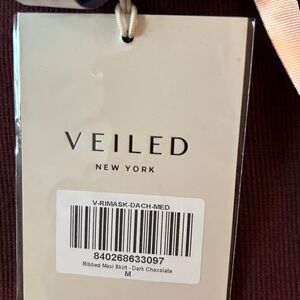 VEILED
NEW YORK
V-RIMASK-DACH-MED
840268633097
Ribbed Maxi Skirt - Dark Chocolate
M